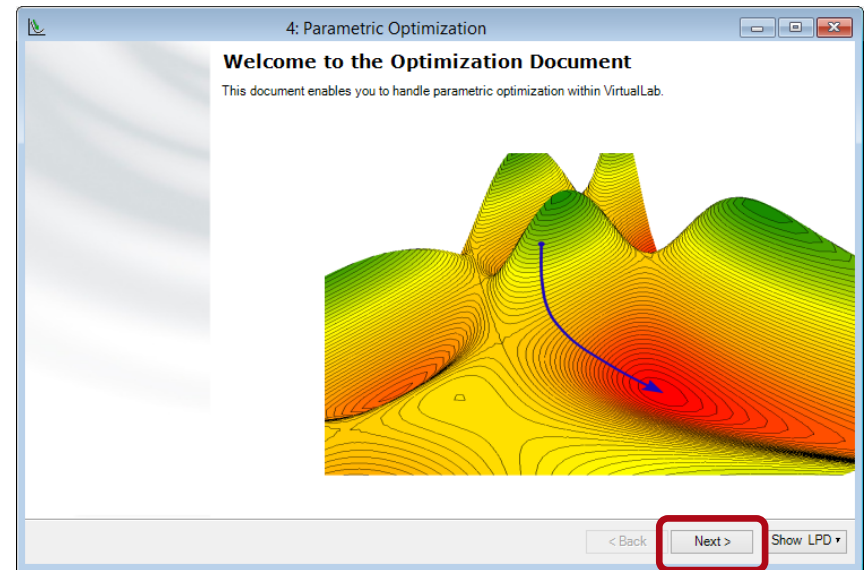 4: Parametric Optimization
Welcome to the Optimization Document
This document enables you to handle parametric optimization within VirtualLab.
< Back Next > Show LPD